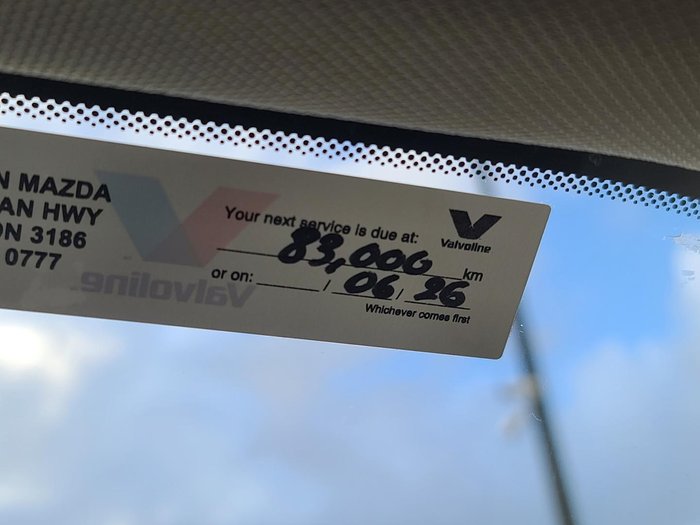 N MAZDA
AN HWY
ON 3186
0777
Your next service is due at:
83,000 km
or on: / 06 / 26
Whichever comes first
Valvoline
Valvoline.